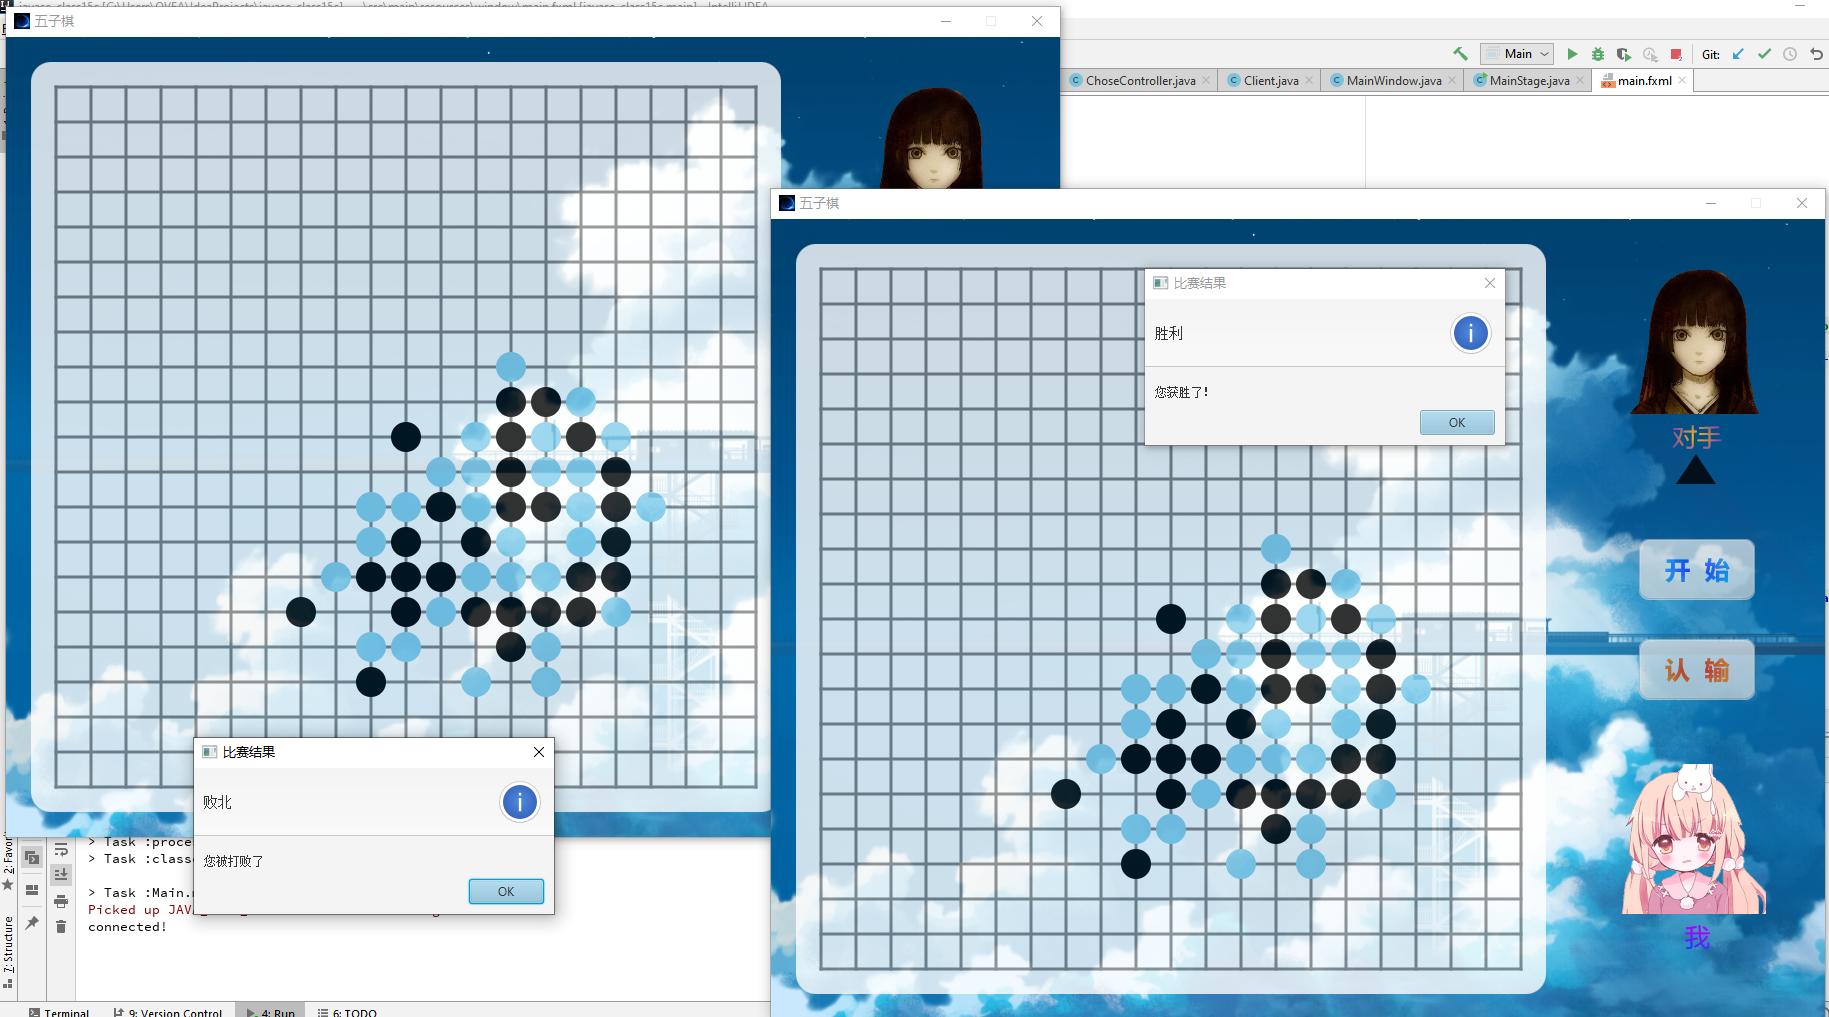 五子棋
Main
Git:
ChoseController.java
Client.java
MainWindow.java
MainStage.java
main.fxml
五子棋
比赛结果
胜利
您获胜了!
OK
对手
开 始
认 输
我
比赛结果
败北
您被打败了
OK
> Task :proce
> Task :class
> Task :Main.
Picked up JAV
connected!
2: Favor
7: Structure
Terminal
9: Version Control
4: Run
6: TODO